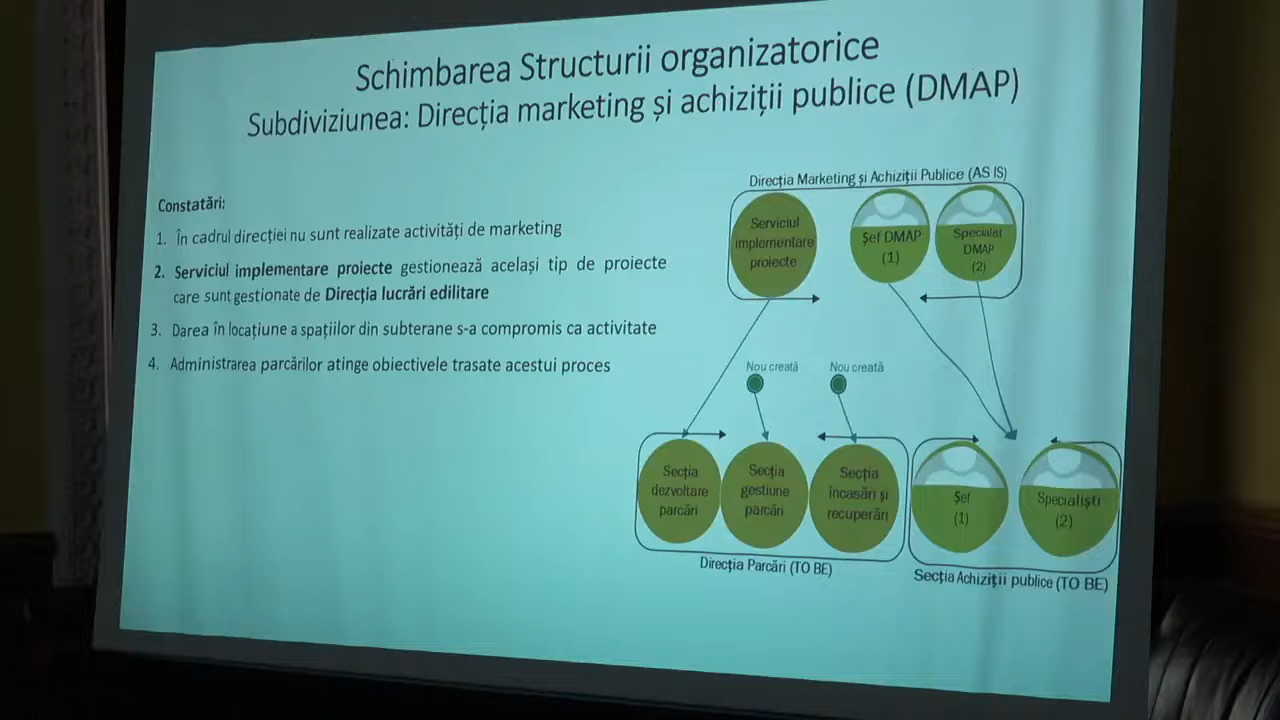 Schimbarea Structurii organizatorice
Subdiviziunea: Direcția marketing și achiziții publice (DMAP)
Constatări:
1. În cadrul direcției nu sunt realizate activități de marketing
2. Serviciul implementare proiecte gestionează același tip de proiecte
care sunt gestionate de Direcția lucrări edilitare
3. Darea în locațiune a spațiilor din subterane s-a compromis ca activitate
4. Administrarea parcărilor atinge obiectivele trasate acestui proces
Direcția Marketing și Achiziții Publice (AS IS)
Serviciul
implementare
proiecte
Șef DMAP
(1)
Specialist
DMAP
(2)
Nou creată
Nou creată
Secția
dezvoltare
parcări
Secția
gestiune
parcări
Secția
încasări și
recuperări
Direcția Parcări (TO BE)
Șef
(1)
Specialiști
(2)
Secția Achiziții publice (TO BE)